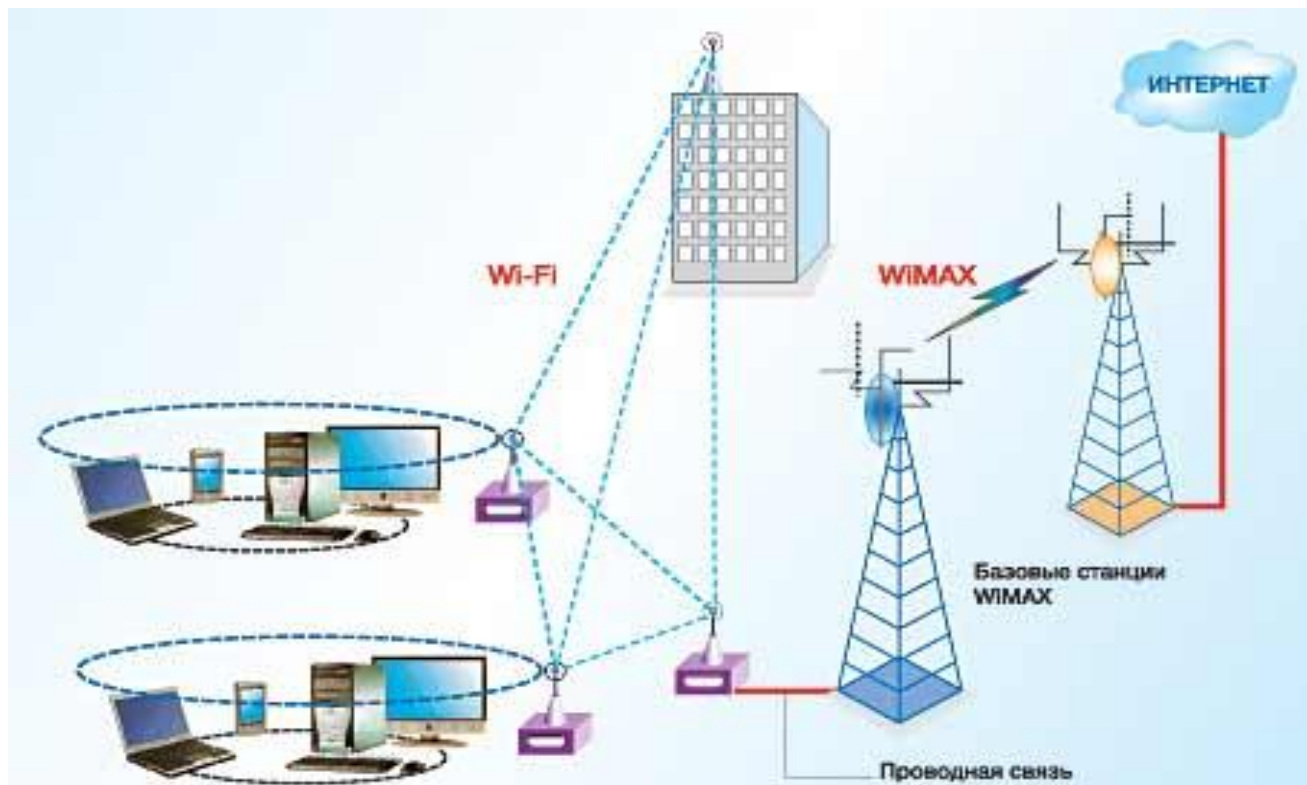 ИНТЕРНЕТ
Wi-Fi
WiMAX
Базовые станции
WiMAX
Проводная связь